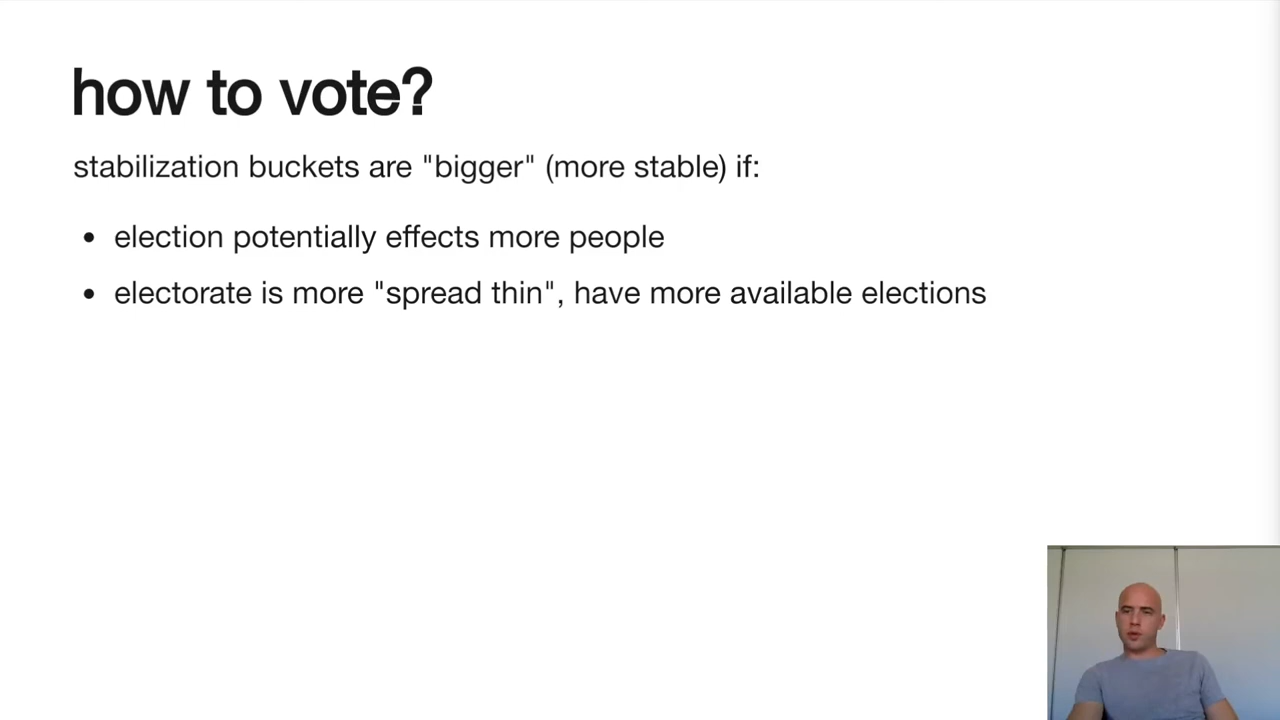 how to vote?
stabilization buckets are "bigger" (more stable) if:
• election potentially effects more people
• electorate is more "spread thin", have more available elections